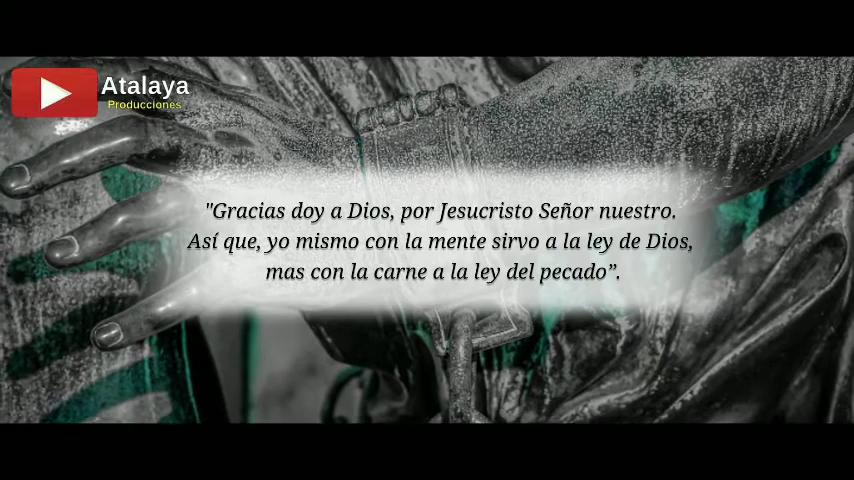 Atalaya
Producciones
"Gracias doy a Dios, por Jesucristo Señor nuestro.
Así que, yo mismo con la mente sirvo a la ley de Dios,
mas con la carne a la ley del pecado”.